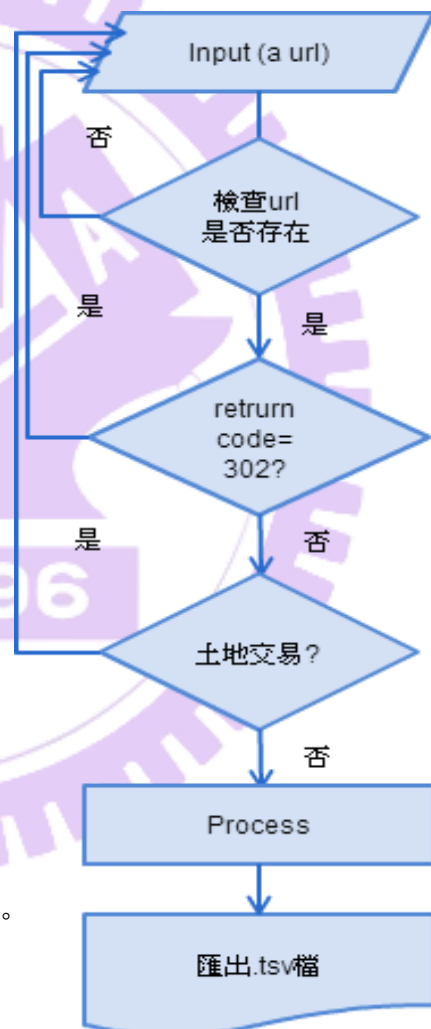 Input (a url)
否
檢查url
是否存在
是
是
retrurn
code=
302?
是
否
96
土地交易?
否
Process
。
匯出.tsv檔